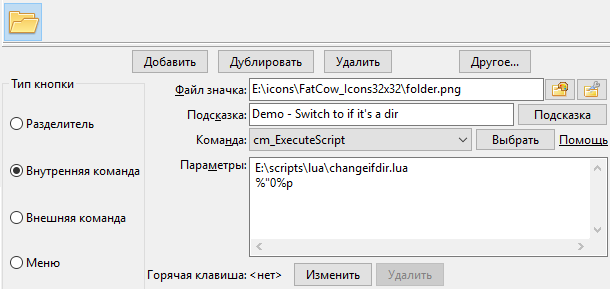 Добавить Дублировать Удалить Другое...
Тип кнопки
Файл значка: E:\icons\FatCow_Icons32x32\folder.png
Подсказка: Demo - Switch to if it's a dir Подсказка
Разделитель
Команда: cm_ExecuteScript Выбрать Помощь
Внутренняя команда
Параметры: E:\scripts\lua\changeifdir.lua
%"0%p
Внешняя команда
Меню
Горячая клавиша: <нет> Изменить Удалить